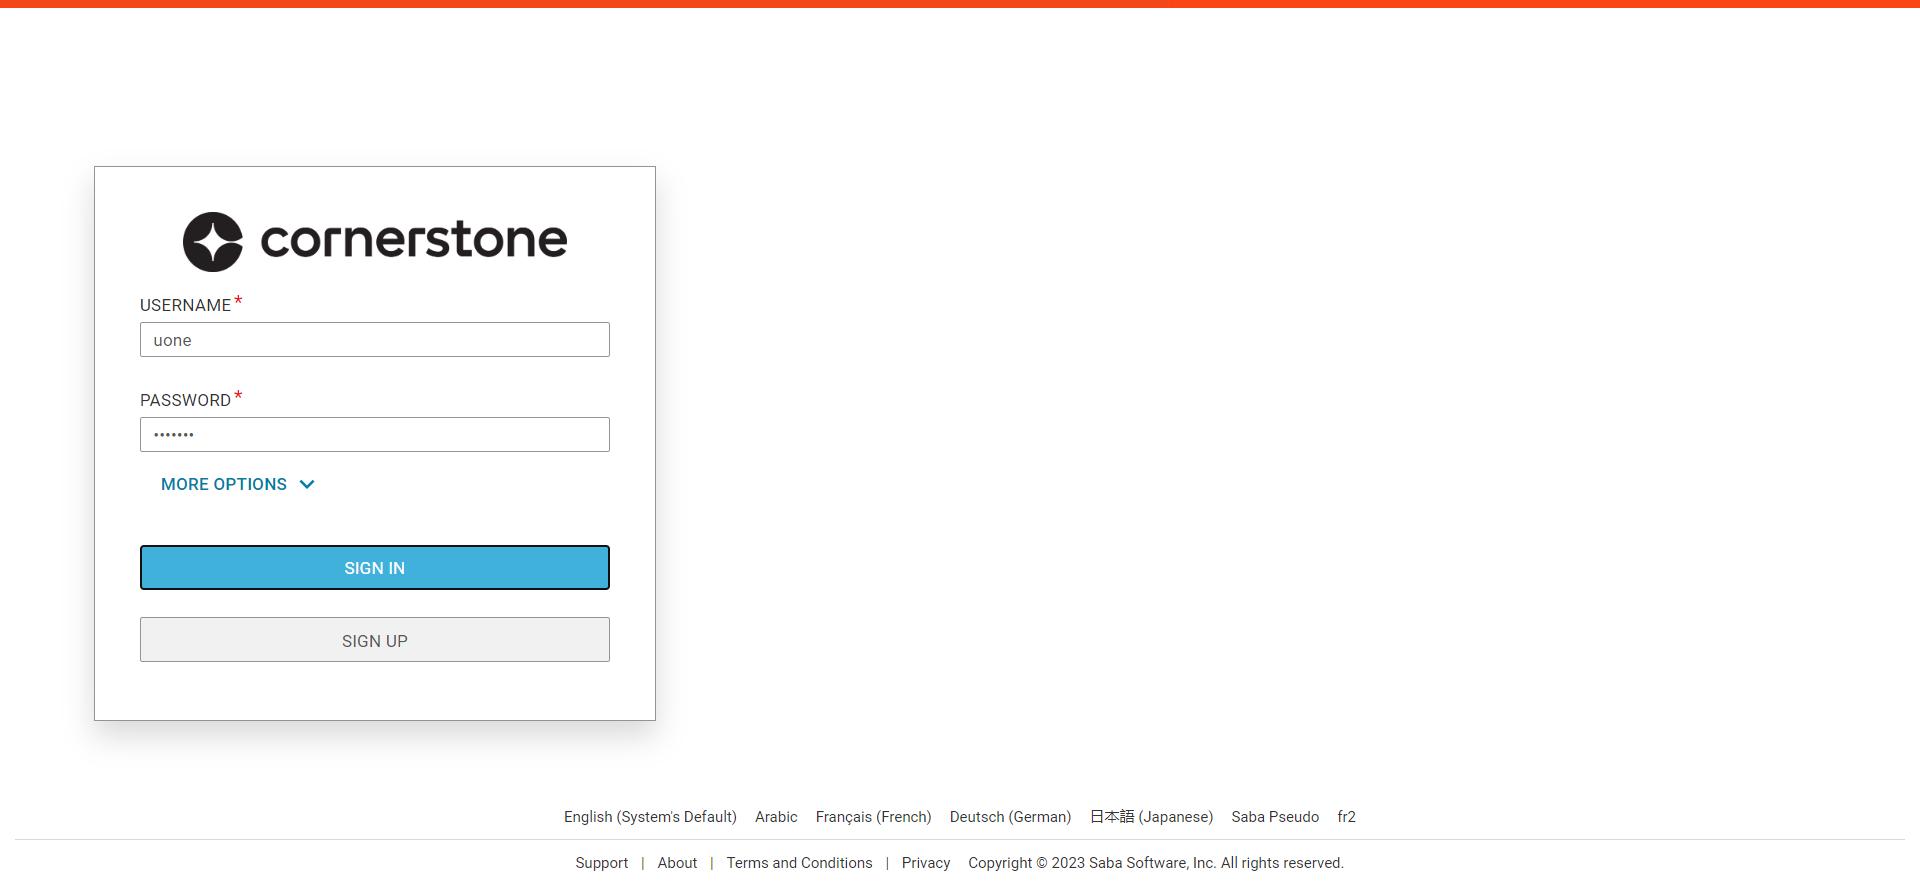 cornerstone
USERNAME*
uone
PASSWORD*
•••••••
MORE OPTIONS
SIGN IN
SIGN UP
English (System's Default) Arabic Français (French) Deutsch (German) 日本語 (Japanese) Saba Pseudo fr2
Support | About | Terms and Conditions | Privacy Copyright © 2023 Saba Software, Inc. All rights reserved.